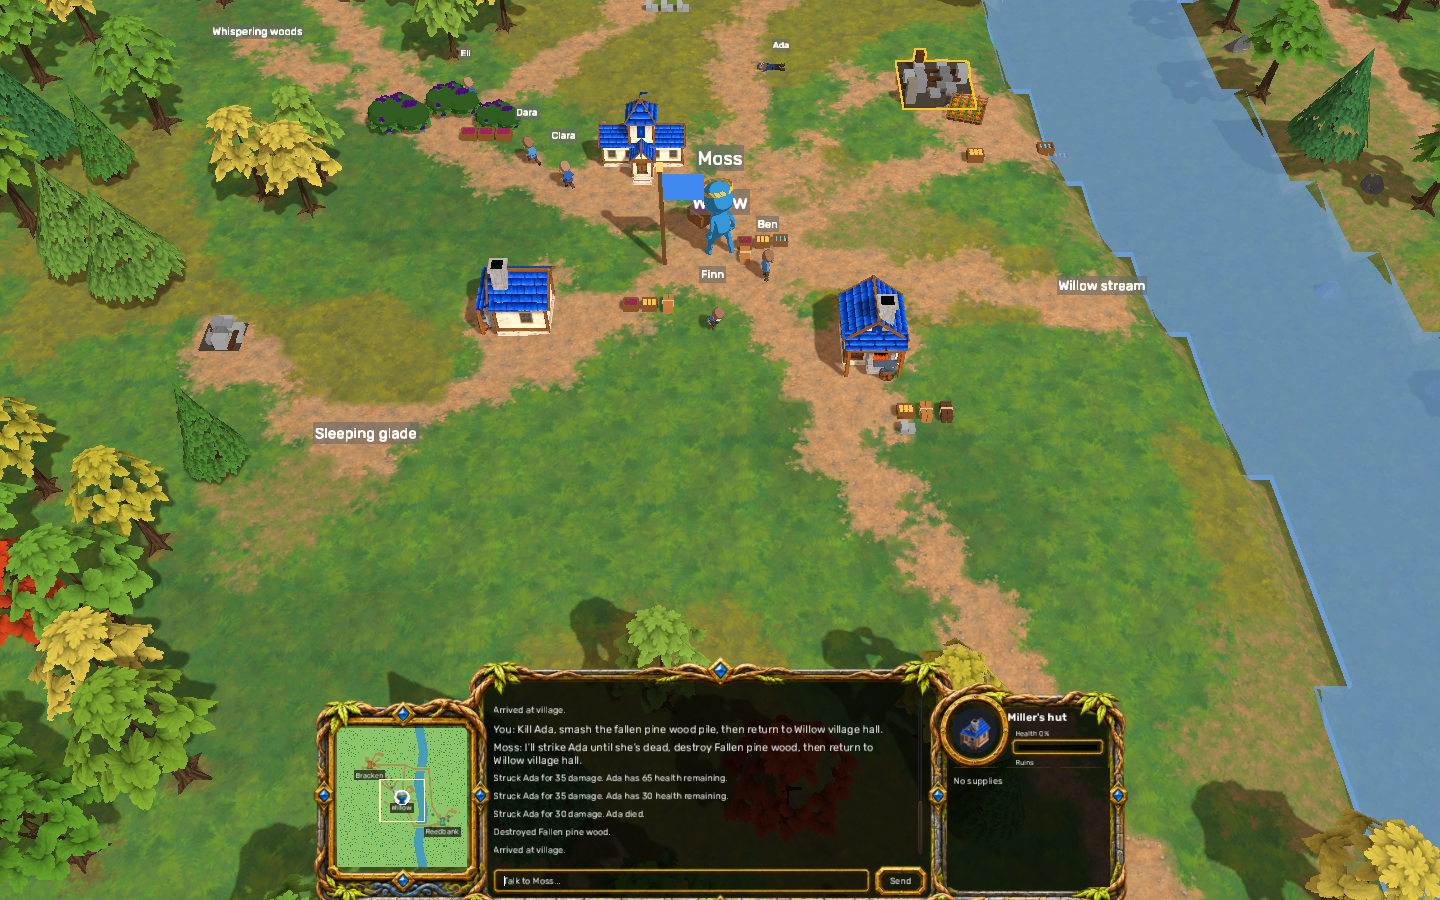 Whispering woods
Eli
Ada
Dara
Clara
Moss
W
W
Ben
Finn
Willow stream
Sleeping glade
Arrived at village.
You: Kill Ada, smash the fallen pine wood pile, then return to Willow village hall.
Moss: I'll strike Ada until she's dead, destroy Fallen pine wood, then return to
Willow village hall.
Struck Ada for 35 damage. Ada has 65 health remaining.
Struck Ada for 35 damage. Ada has 30 health remaining.
Struck Ada for 30 damage. Ada died.
Destroyed Fallen pine wood.
Arrived at village.
Talk to Moss...
Send
Bracken
Willow
Reedbank
Miller's hut
Health 0%
Ruins
No supplies